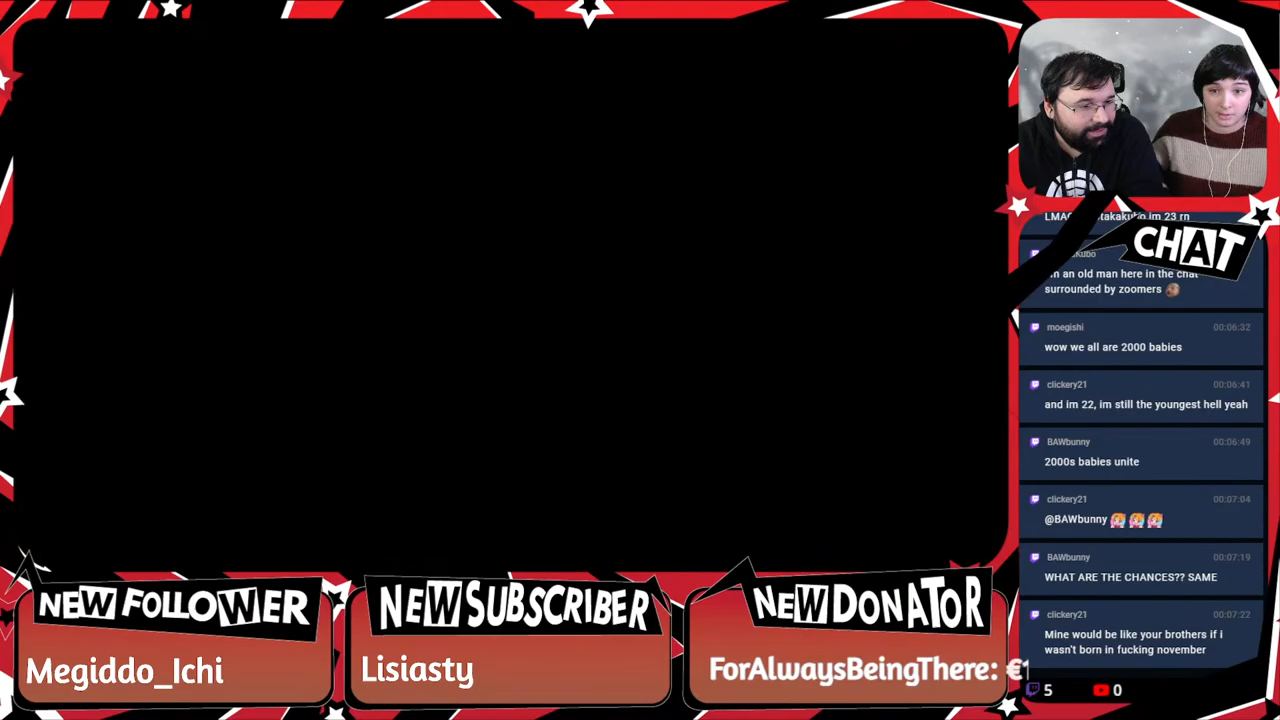 im 23 rn
CHAT
an old man here in the chat
surrounded by zoomers
moegishi 00:06:32
wow we all are 2000 babies
clickery21 00:06:41
and im 22, im still the youngest hell yeah
BAWbunny 00:06:49
2000s babies unite
clickery21 00:07:04
@BAWbunny
BAWbunny 00:07:19
WHAT ARE THE CHANCES?? SAME
clickery21 00:07:22
Mine would be like your brothers if i
wasn't born in fucking november
5 0
NEW FOLLOWER
Megiddo_Ichi
NEW SUBSCRIBER
Lisiasty
NEW DONATOR
ForAlwaysBeingThere: €1